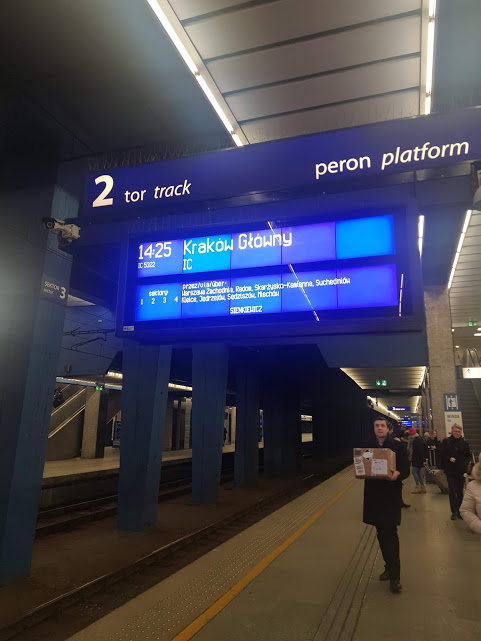 2 tor track
peron platform
14:25 Kraków Główny
IC 5322 IC
sektory
1 2 3
przez/via/über:
Warszawa Zachodnia, Radom, Skarżysko-Kamienna, Suchedniów
Kielce, Jędrzejów, Sędziszów, Miechów
SIENKIEWICZ
SEKTOR
3